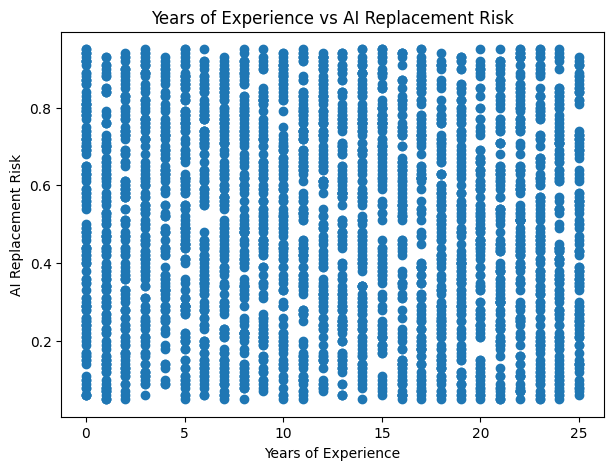 Years of Experience vs AI Replacement Risk
AI Replacement Risk
0.8
0.6
0.4
0.2
0 5 10 15 20 25
Years of Experience